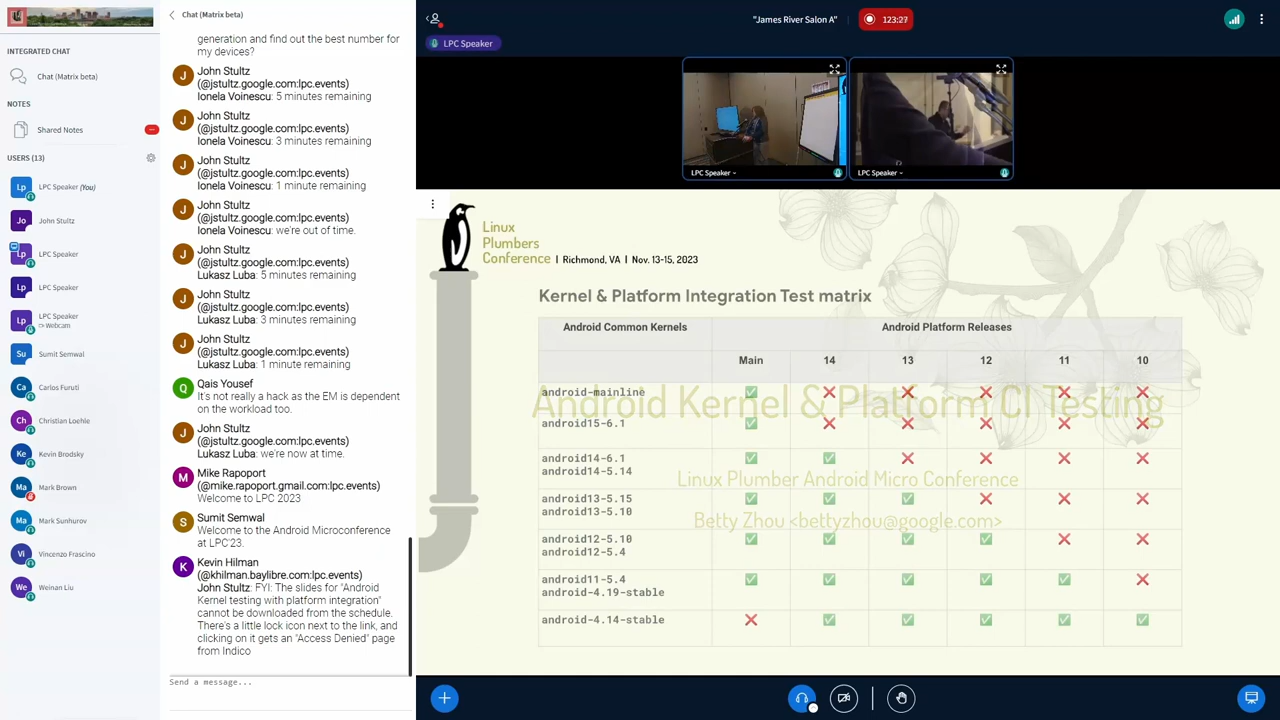 INTEGRATED CHAT
Chat (Matrix beta)
NOTES
Shared Notes
USERS (13)
Lp LPC Speaker (You)
Jo John Stultz
Lp LPC Speaker
Lp LPC Speaker
Lp LPC Speaker
=> Webcam
Su Sumit Semwal
Ca Carlos Furuti
Ch Christian Loehle
Ke Kevin Brodsky
Ma Mark Brown
Ma Mark Sunhurov
Vi Vincenzo Frascino
We Weinan Liu
Chat (Matrix beta)
generation and find out the best number for
my devices?
J John Stultz
(@jstultz.google.com:lpc.events)
Ionela Voinescu: 5 minutes remaining
J John Stultz
(@jstultz.google.com:lpc.events)
Ionela Voinescu: 3 minutes remaining
J John Stultz
(@jstultz.google.com:lpc.events)
Ionela Voinescu: 1 minute remaining
J John Stultz
(@jstultz.google.com:lpc.events)
Ionela Voinescu: we're out of time.
J John Stultz
(@jstultz.google.com:lpc.events)
Lukasz Luba: 5 minutes remaining
J John Stultz
(@jstultz.google.com:lpc.events)
Lukasz Luba: 3 minutes remaining
J John Stultz
(@jstultz.google.com:lpc.events)
Lukasz Luba: 1 minute remaining
Q Qais Yousef
It's not really a hack as the EM is dependent
on the workload too.
J John Stultz
(@jstultz.google.com:lpc.events)
Lukasz Luba: we're now at time.
M Mike Rapoport
(@mike.rapoport.gmail.com:lpc.events)
Welcome to LPC 2023
S Sumit Semwal
Welcome to the Android Microconference
at LPC'23.
K Kevin Hilman
(@khilman.baylibre.com:lpc.events)
John Stultz: FYI: The slides for "Android
Kernel testing with platform integration"
cannot be downloaded from the schedule.
There's a little lock icon next to the link, and
clicking on it gets an "Access Denied" page
from Indico
Send a message...
"James River Salon A"
123:27
LPC Speaker
LPC Speaker
LPC Speaker
Linux
Plumbers
Conference | Richmond, VA | Nov. 13-15, 2023
Kernel & Platform Integration Test matrix
Android Common Kernels Android Platform Releases
Main 14 13 12 11 10
android-mainline ✅ ❌ ❌ ❌ ❌ ❌
Android Kernel & Platform CI Testing
android15-6.1 ✅ ❌ ❌ ❌ ❌ ❌
android14-6.1 ✅ ✅ ❌ ❌ ❌ ❌
android14-5.14
Linux Plumber Android Micro Conference
android13-5.15 ✅ ✅ ✅ ❌ ❌ ❌
android13-5.10
Betty Zhou <bettyzhou@google.com>
android12-5.10 ✅ ✅ ✅ ✅ ❌ ❌
android12-5.4
android11-5.4 ✅ ✅ ✅ ✅ ✅ ❌
android-4.19-stable
android-4.14-stable ❌ ✅ ✅ ✅ ✅ ✅